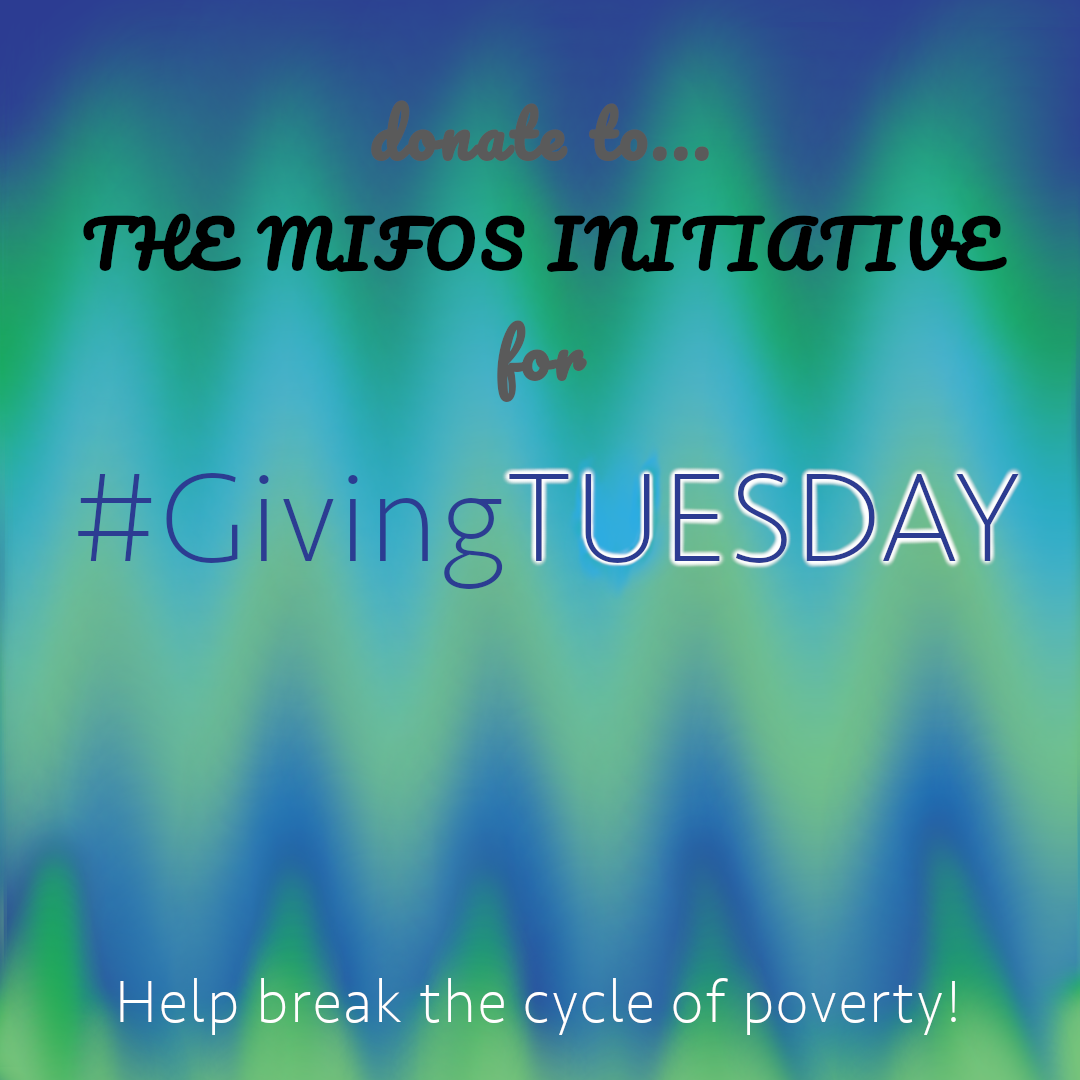 donate to...
THE MIFOS INITIATIVE
for
#GivingTUESDAY
Help break the cycle of poverty!